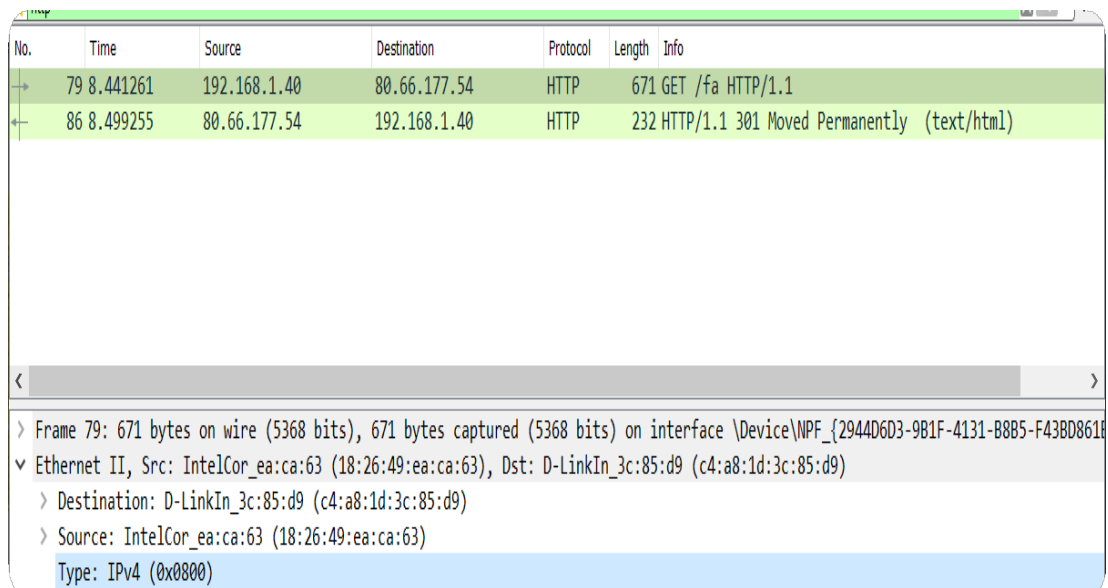 http
No. Time Source Destination Protocol Length Info
79 8.441261 192.168.1.40 80.66.177.54 HTTP 671 GET /fa HTTP/1.1
86 8.499255 80.66.177.54 192.168.1.40 HTTP 232 HTTP/1.1 301 Moved Permanently (text/html)
Frame 79: 671 bytes on wire (5368 bits), 671 bytes captured (5368 bits) on interface \Device\NPF_{2944D6D3-9B1F-4131-B8B5-F43BD861
Ethernet II, Src: IntelCor_ea:ca:63 (18:26:49:ea:ca:63), Dst: D-LinkIn_3c:85:d9 (c4:a8:1d:3c:85:d9)
Destination: D-LinkIn_3c:85:d9 (c4:a8:1d:3c:85:d9)
Source: IntelCor_ea:ca:63 (18:26:49:ea:ca:63)
Type: IPv4 (0x0800)